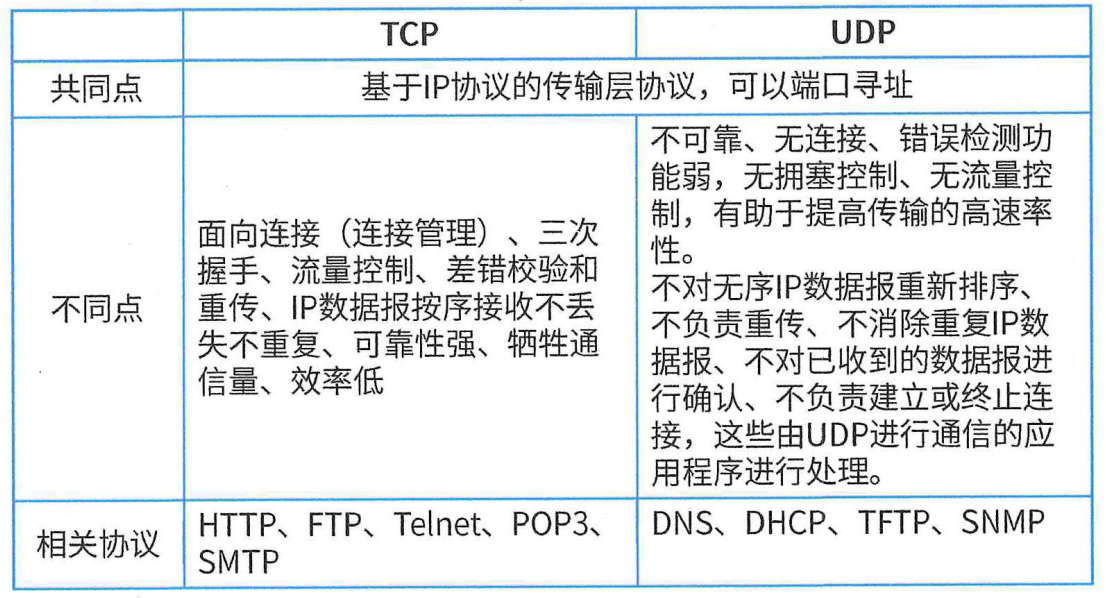 TCP
UDP
共同点
基于IP协议的传输层协议，可以端口寻址
不同点
面向连接（连接管理）、三次
握手、流量控制、差错校验和
重传、IP数据报按序接收不丢
失不重复、可靠性强、牺牲通
信量、效率低
不可靠、无连接、错误检测功
能弱，无拥塞控制、无流量控
制，有助于提高传输的高速率
性。
不对无序IP数据报重新排序、
不负责重传、不消除重复IP数
据报、不对已收到的数据报进
行确认、不负责建立或终止连
接，这些由UDP进行通信的应
用程序进行处理。
相关协议
HTTP、FTP、Telnet、POP3、
SMTP
DNS、DHCP、TFTP、SNMP